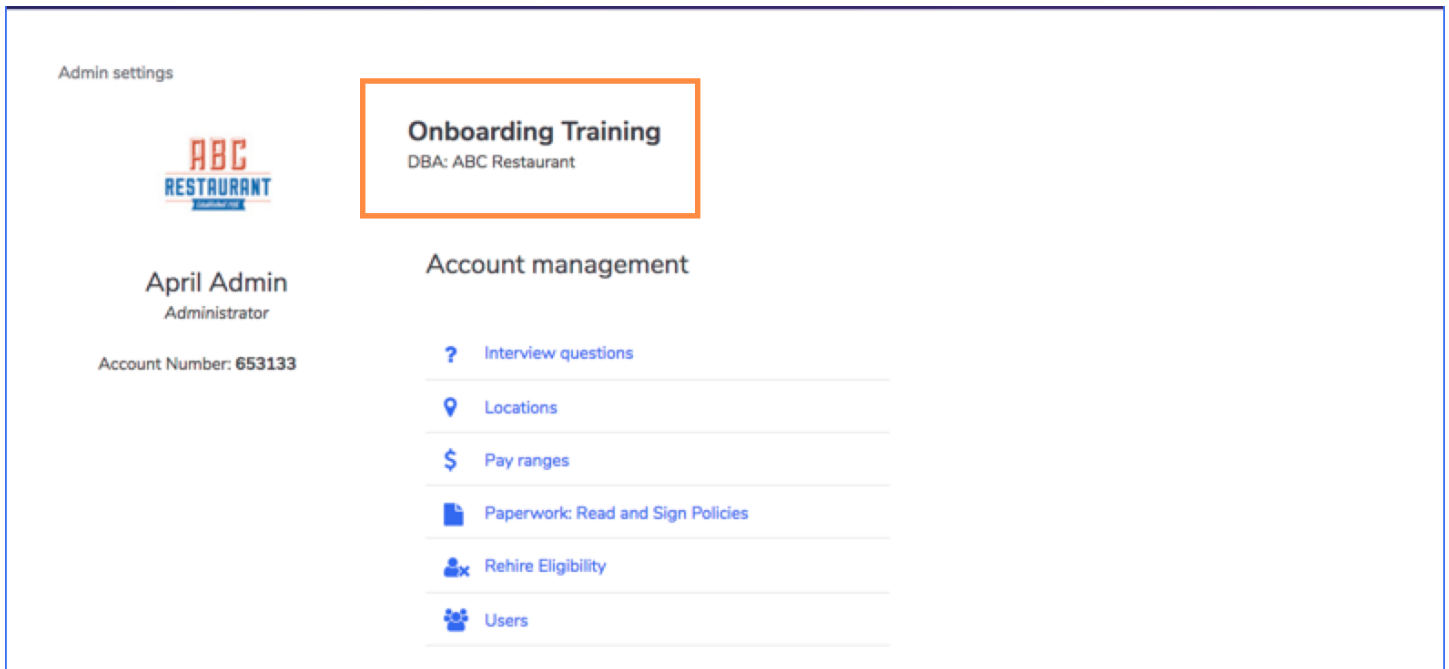 Admin settings
ABC
RESTAURANT
Onboarding Training
DBA: ABC Restaurant
April Admin
Administrator
Account Number: 653133
Account management
? Interview questions
Locations
$ Pay ranges
Paperwork: Read and Sign Policies
Rehire Eligibility
Users